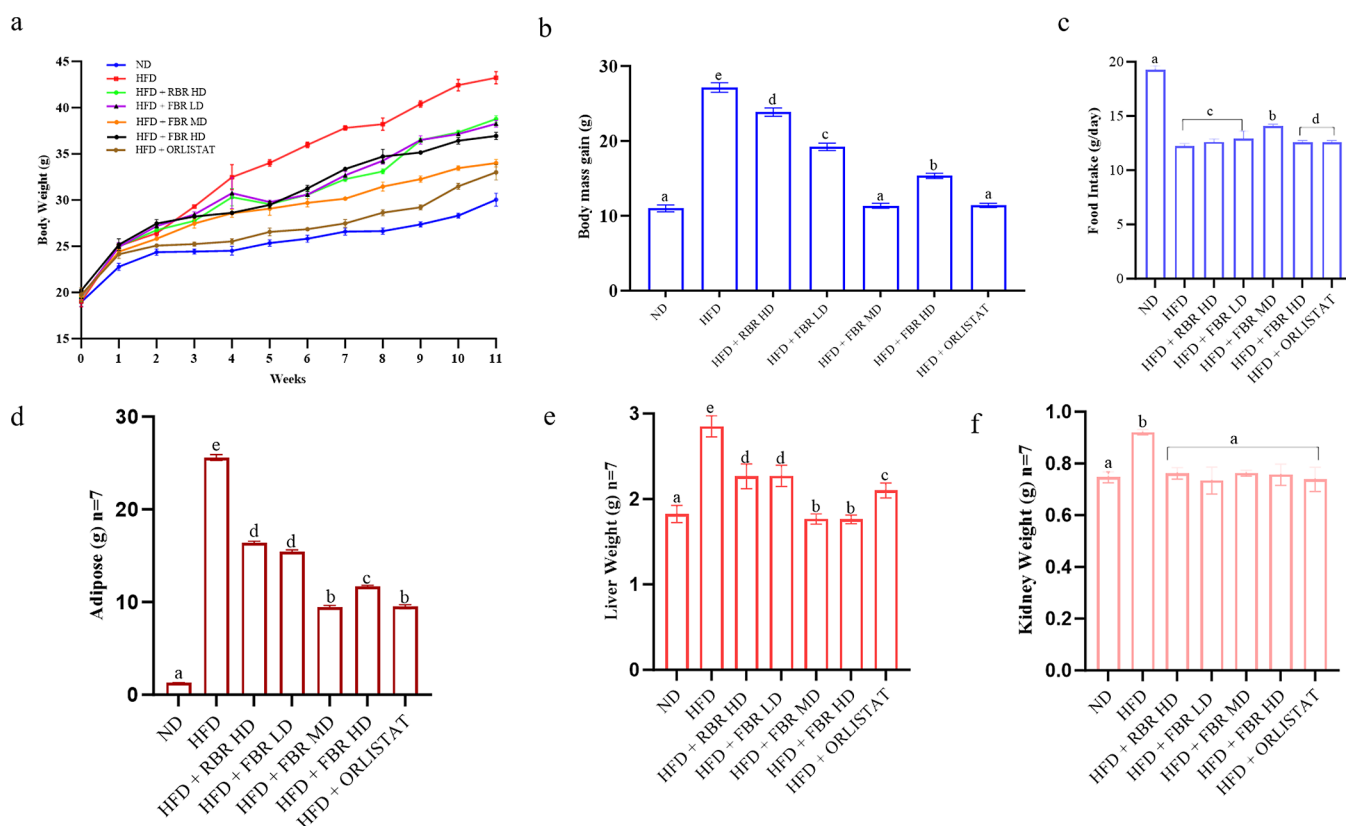 a
Body Weight (g)
45
40
35
30
25
20
15
0 1 2 3 4 5 6 7 8 9 10 11
Weeks
ND
HFD
HFD + RBR HD
HFD + FBR LD
HFD + FBR MD
HFD + FBR HD
HFD + ORLISTAT
b
Body mass gain (g)
30
20
10
0
a e d c a b a
ND
HFD
HFD + RBR HD
HFD + FBR LD
HFD + FBR MD
HFD + FBR HD
HFD + ORLISTAT
c
Food Intake (g/day)
20
15
10
5
0
a c b d
ND
HFD
HFD + RBR HD
HFD + FBR LD
HFD + FBR MD
HFD + FBR HD
HFD + ORLISTAT
d
Adipose (g) n=7
30
20
10
0
a e d d b c b
ND
HFD
HFD + RBR HD
HFD + FBR LD
HFD + FBR MD
HFD + FBR HD
HFD + ORLISTAT
e
Liver Weight (g) n=7
3
2
1
0
a e d d b b c
ND
HFD
HFD + RBR HD
HFD + FBR LD
HFD + FBR MD
HFD + FBR HD
HFD + ORLISTAT
f
Kidney Weight (g) n=7
1.0
0.8
0.6
0.4
0.2
0.0
a b a
ND
HFD
HFD + RBR HD
HFD + FBR LD
HFD + FBR MD
HFD + FBR HD
HFD + ORLISTAT